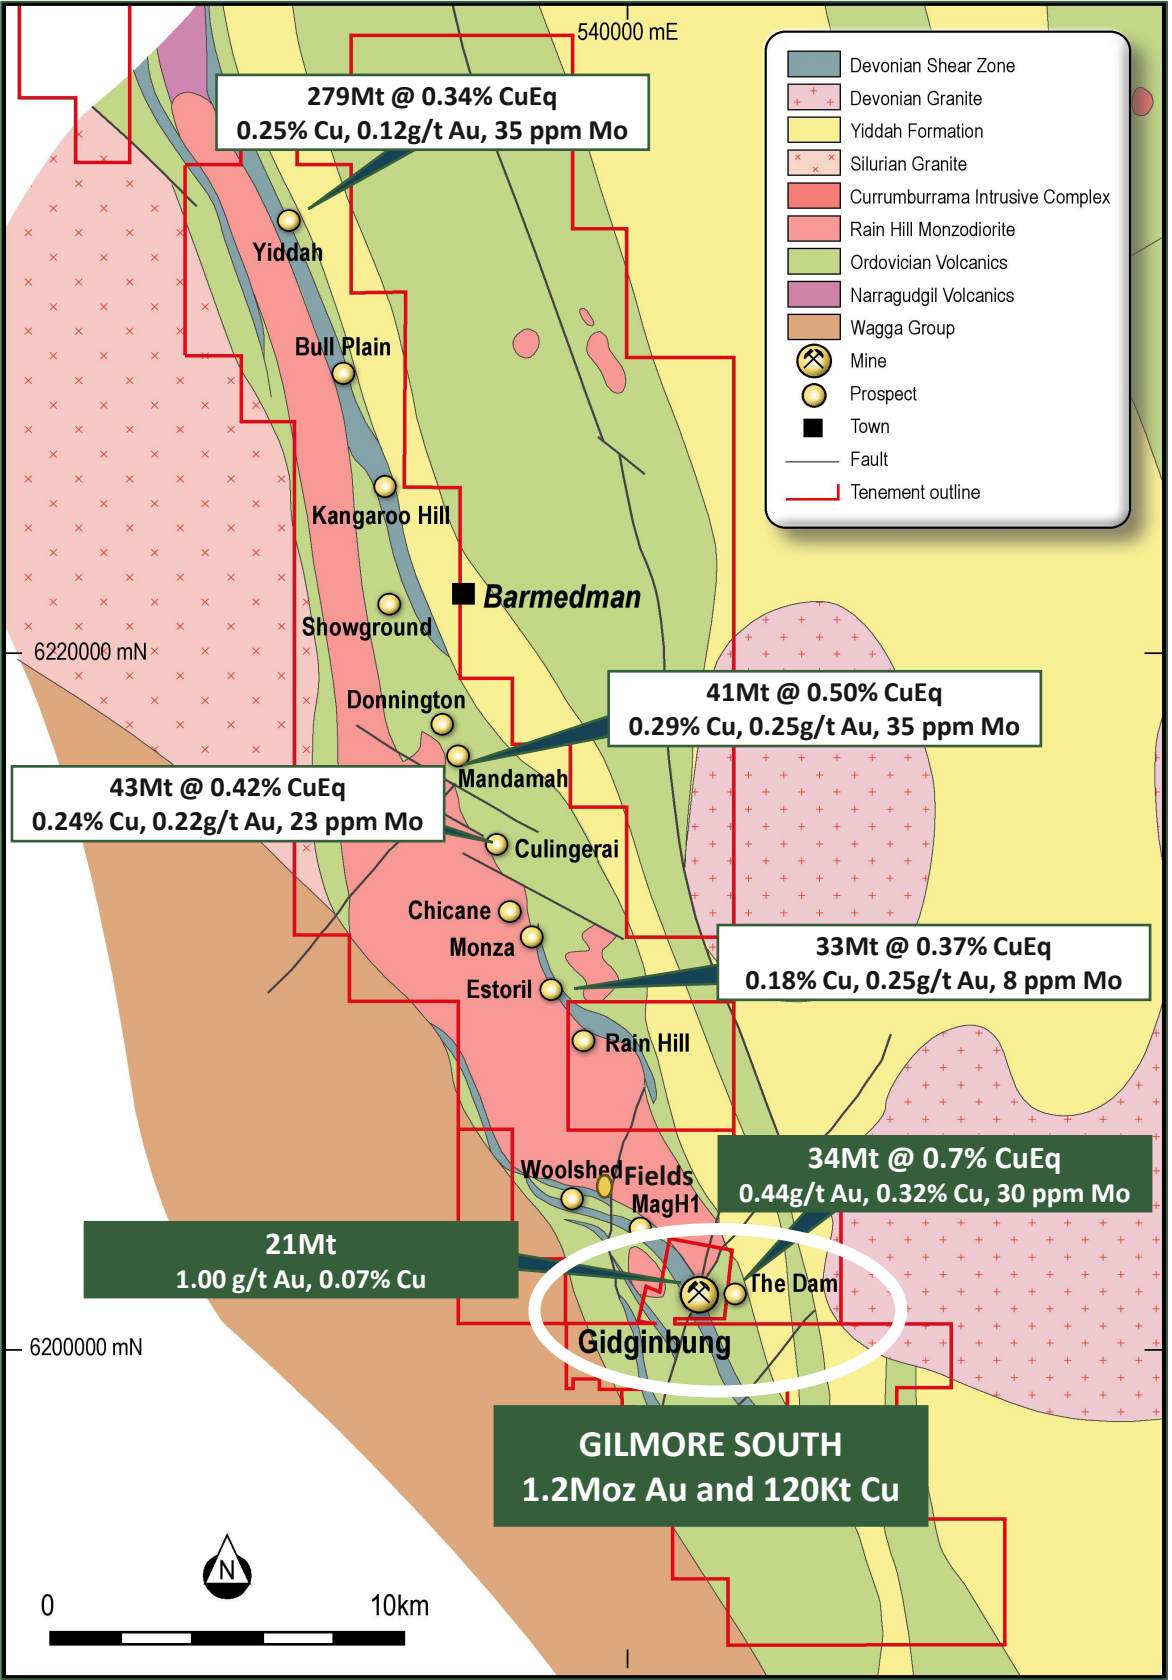 540000 mE
Devonian Shear Zone
Devonian Granite
Yiddah Formation
Silurian Granite
Currumburrama Intrusive Complex
Rain Hill Monzodiorite
Ordovician Volcanics
Narragudgil Volcanics
Wagga Group
Mine
Prospect
Town
Fault
Tenement outline
279Mt @ 0.34% CuEq
0.25% Cu, 0.12g/t Au, 35 ppm Mo
Yiddah
Bull Plain
Kangaroo Hill
Barmedman
Showground
6220000 mN
Donnington
41Mt @ 0.50% CuEq
0.29% Cu, 0.25g/t Au, 35 ppm Mo
Mandamah
43Mt @ 0.42% CuEq
0.24% Cu, 0.22g/t Au, 23 ppm Mo
Culingerai
Chicane
Monza
33Mt @ 0.37% CuEq
0.18% Cu, 0.25g/t Au, 8 ppm Mo
Estoril
Rain Hill
34Mt @ 0.7% CuEq
0.44g/t Au, 0.32% Cu, 30 ppm Mo
Woolshed
Fields
MagH1
21Mt
1.00 g/t Au, 0.07% Cu
The Dam
Gidginbung
6200000 mN
GILMORE SOUTH
1.2Moz Au and 120Kt Cu
N
0 10km